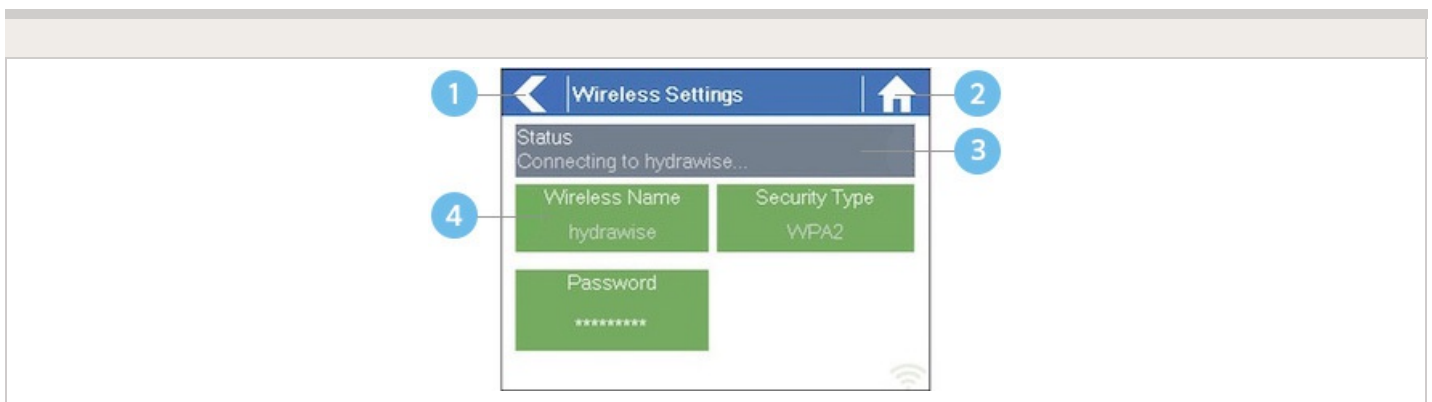 1
Wireless Settings
2
Status
Connecting to hydrawise...
3
Wireless Name
hydrawise
Security Type
WPA2
4
Password
*********